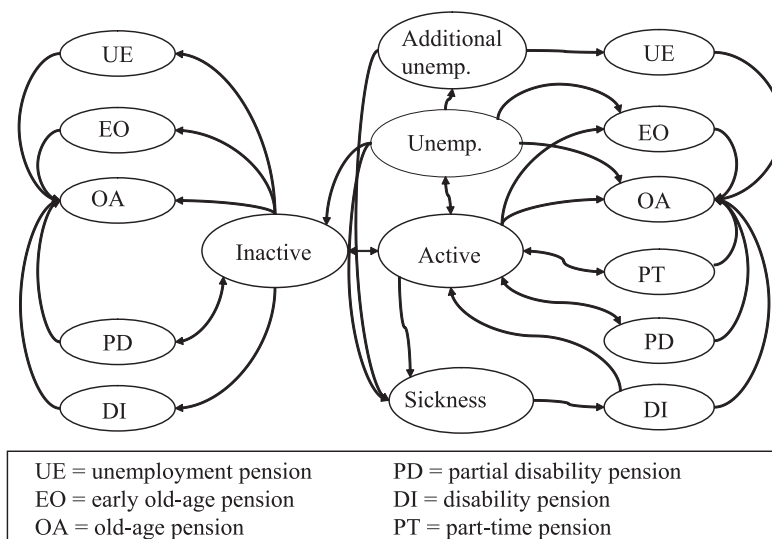 UE
EO
OA
PD
DI
Inactive
Additional
unemp.
Unemp.
Active
Sickness
UE
EO
OA
PT
PD
DI
UE = unemployment pension
EO = early old-age pension
OA = old-age pension
PD = partial disability pension
DI = disability pension
PT = part-time pension